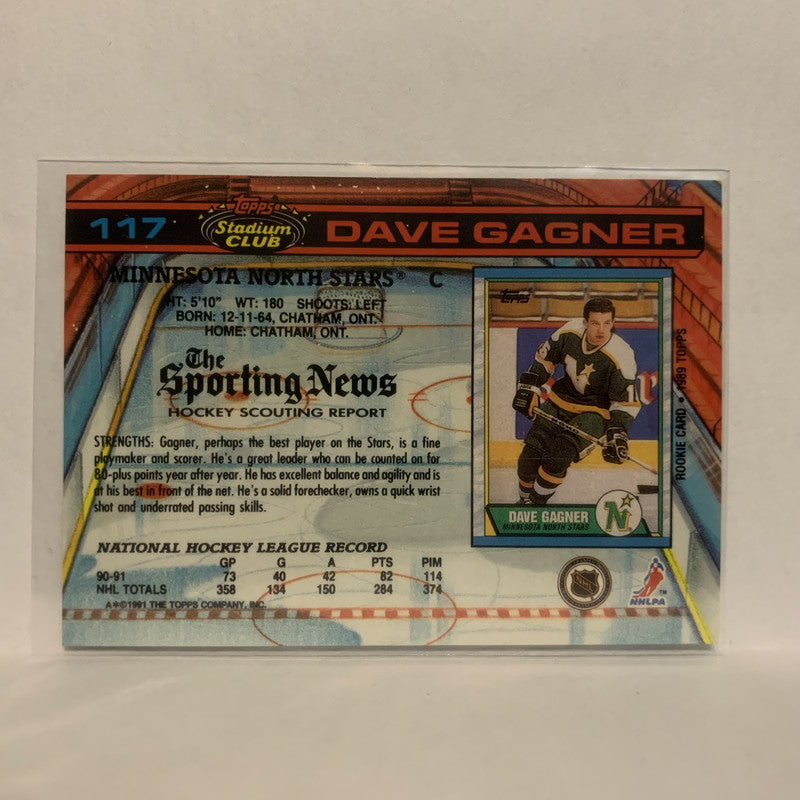 117
TOPPS
Stadium
CLUB
DAVE GAGNER
MINNESOTA NORTH STARS® C
HT: 5'10" WT: 180 SHOOTS: LEFT
BORN: 12-11-64, CHATHAM, ONT.
HOME: CHATHAM, ONT.
The
Sporting News
HOCKEY SCOUTING REPORT
STRENGTHS: Gagner, perhaps the best player on the Stars, is a fine
playmaker and scorer. He's a great leader who can be counted on for
80-plus points year after year. He has excellent balance and agility and is
at his best in front of the net. He's a solid forechecker, owns a quick wrist
shot and underrated passing skills.
NATIONAL HOCKEY LEAGUE RECORD
GP G A PTS PIM
90-91 73 40 42 82 114
NHL TOTALS 358 134 150 284 374
A✱©1991 THE TOPPS COMPANY, INC.
Topps
DAVE GAGNER
MINNESOTA NORTH STARS
N
ROOKIE CARD • 1989 TOPPS
NHL
NHLPA
™